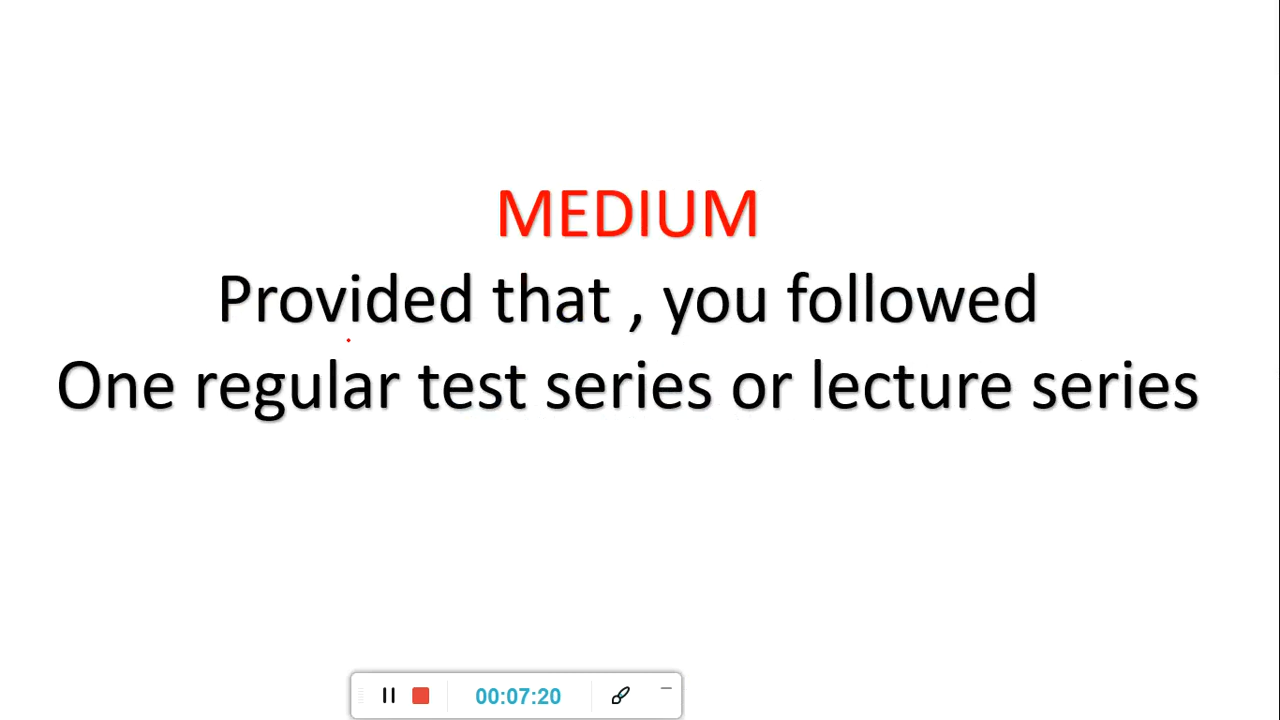 MEDIUM
Provided that , you followed
One regular test series or lecture series
00:07:20